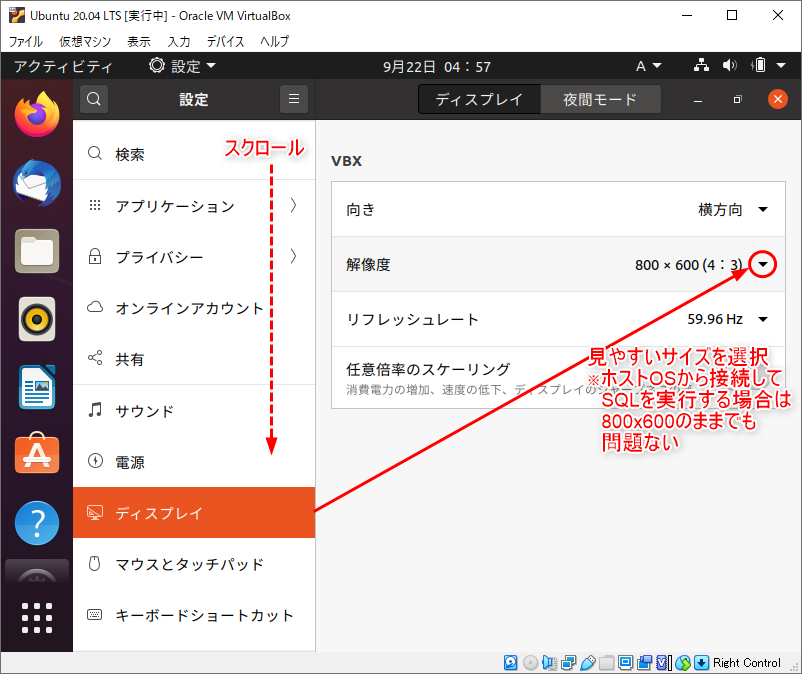 Ubuntu 20.04 LTS [実行中] - Oracle VM VirtualBox
ファイル 仮想マシン 表示 入力 デバイス ヘルプ
アクティビティ 設定 9月22日 04：57 A
設定 ディスプレイ 夜間モード
検索
スクロール
アプリケーション
プライバシー
オンラインアカウント
共有
サウンド
電源
ディスプレイ
マウスとタッチパッド
キーボードショートカット
VBX
向き 横方向
解像度 800 × 600 (4：3)
リフレッシュレート 59.96 Hz
任意倍率のスケーリング
消費電力の増加、速度の低下、ディスプレイの
見やすいサイズを選択
※ホストOSから接続して
SQLを実行する場合は
800x600のままでも
問題ない
Right Control